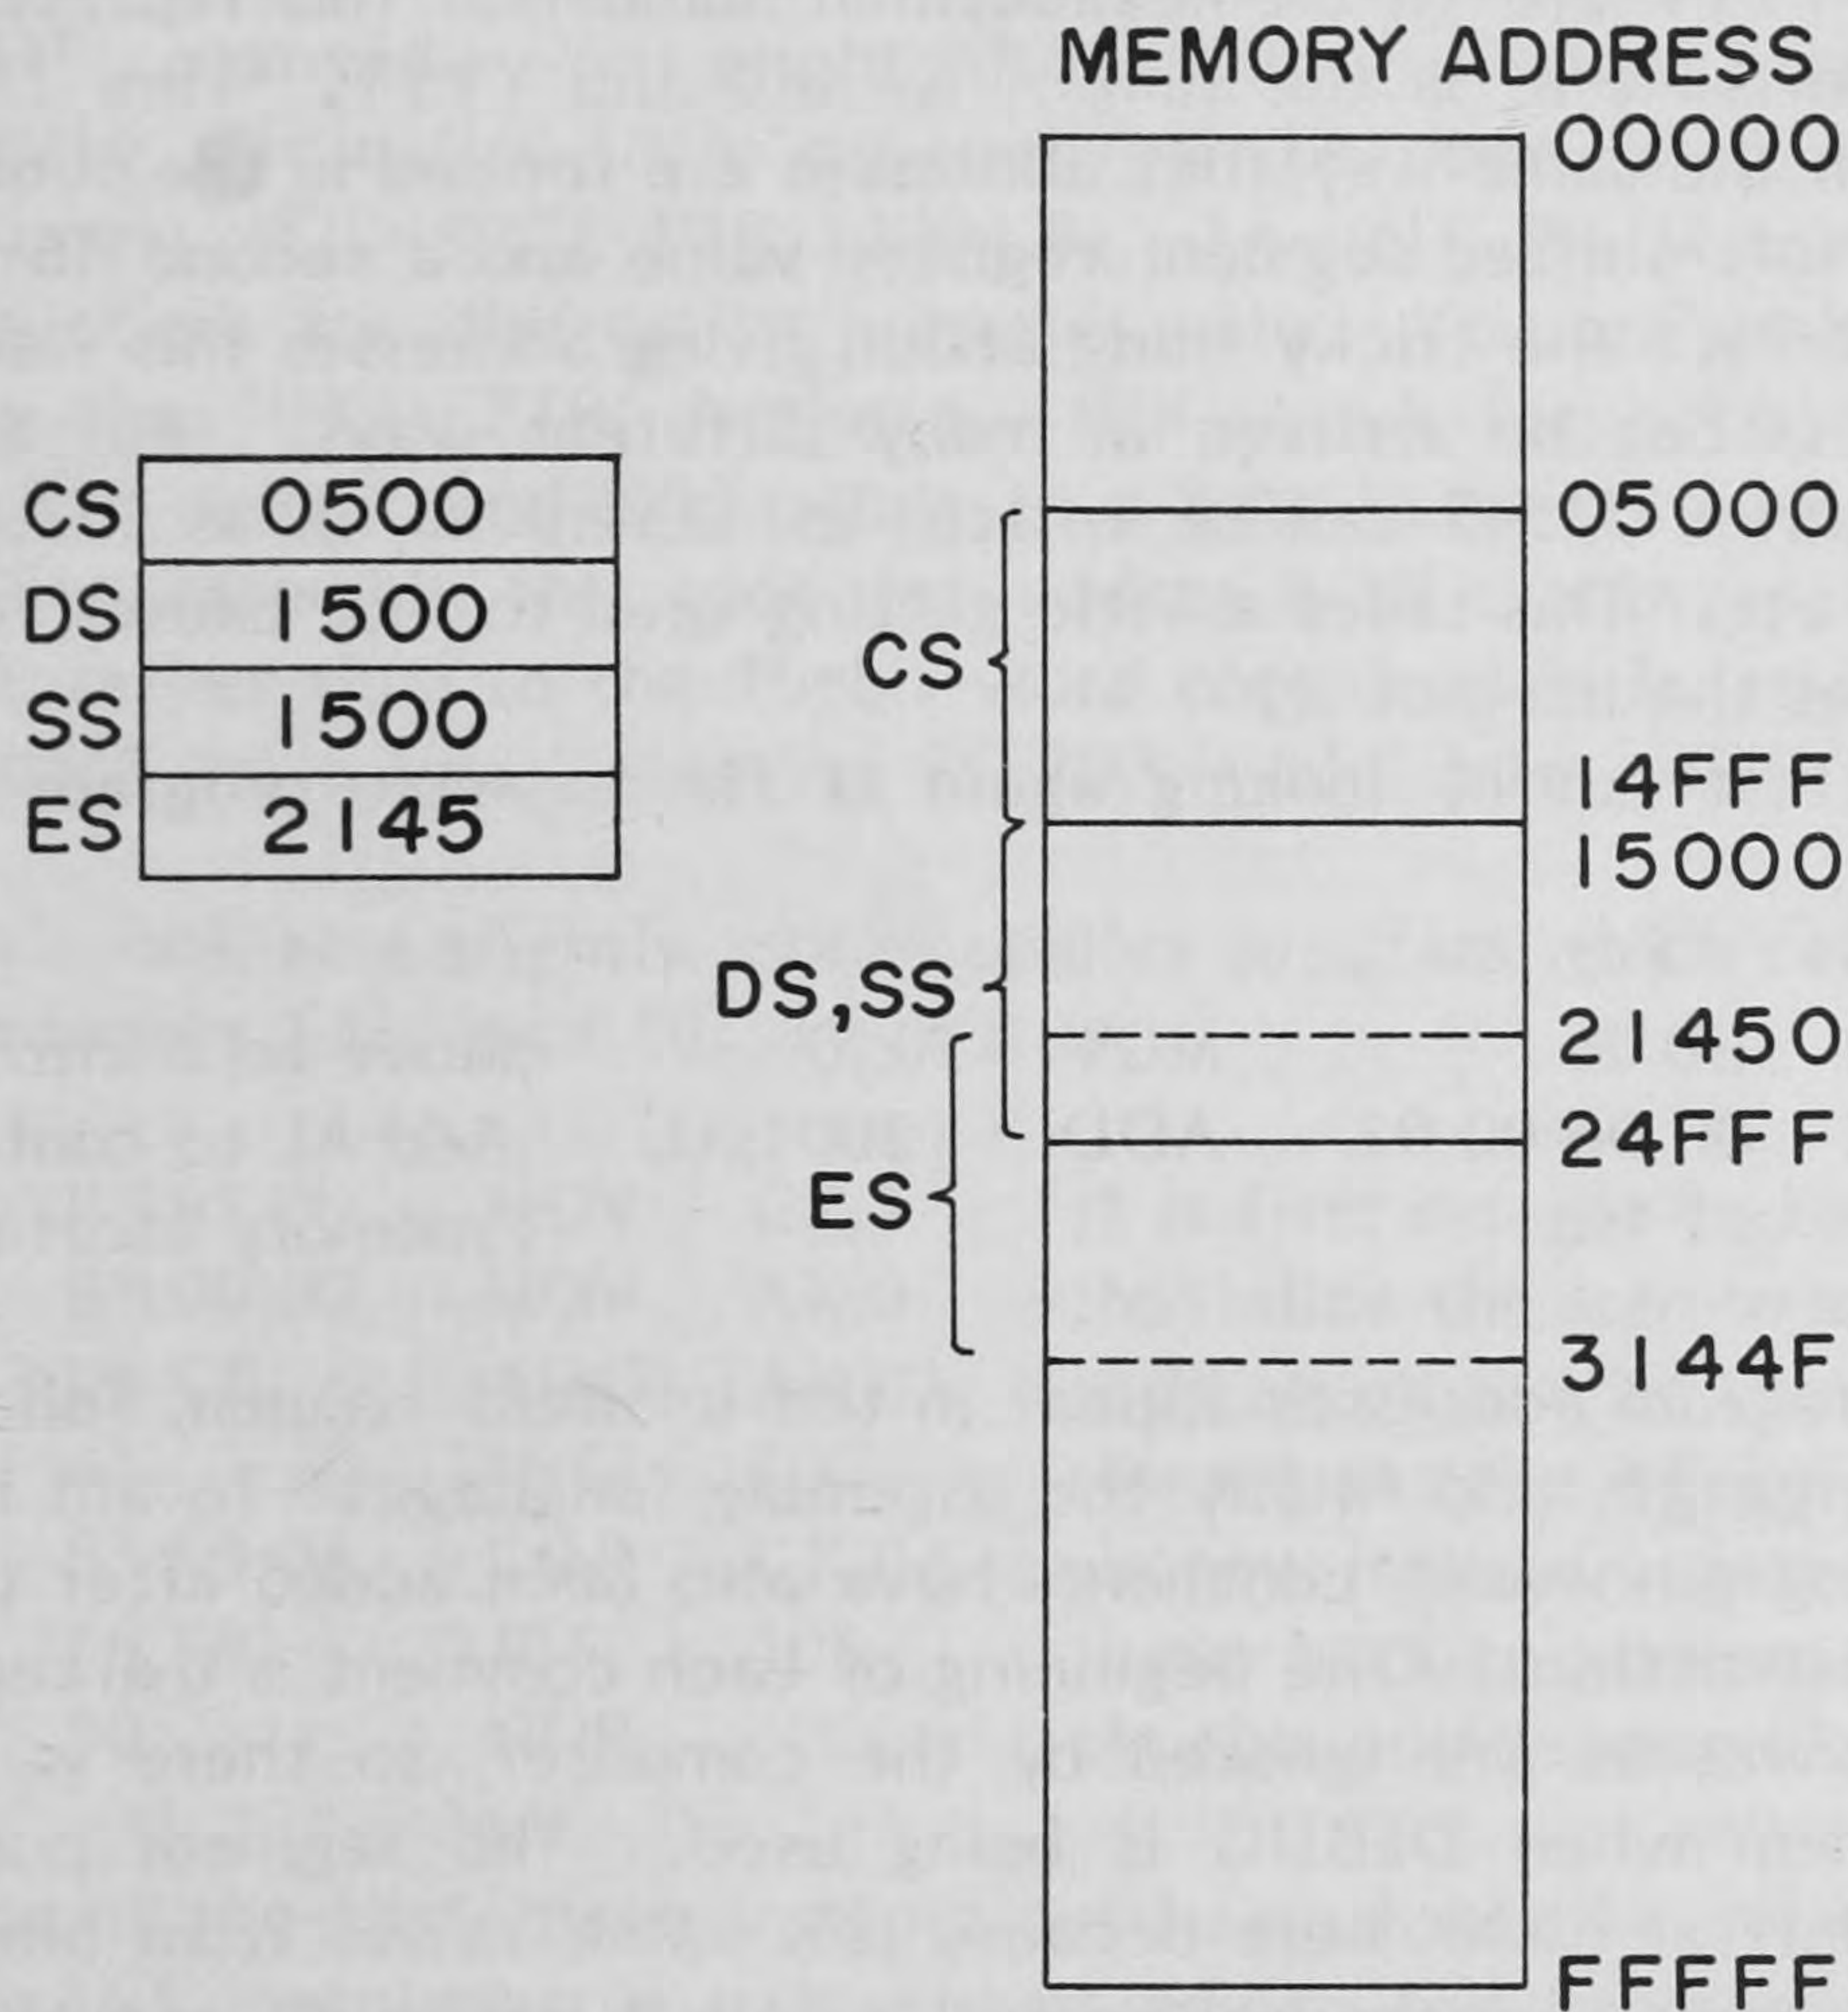 MEMORY ADDRESS
00000
CS 0500
DS 1500
SS 1500
ES 2145
05000
CS
14FFF
15000
DS,SS
21450
24FFF
ES
3144F
FFFFF